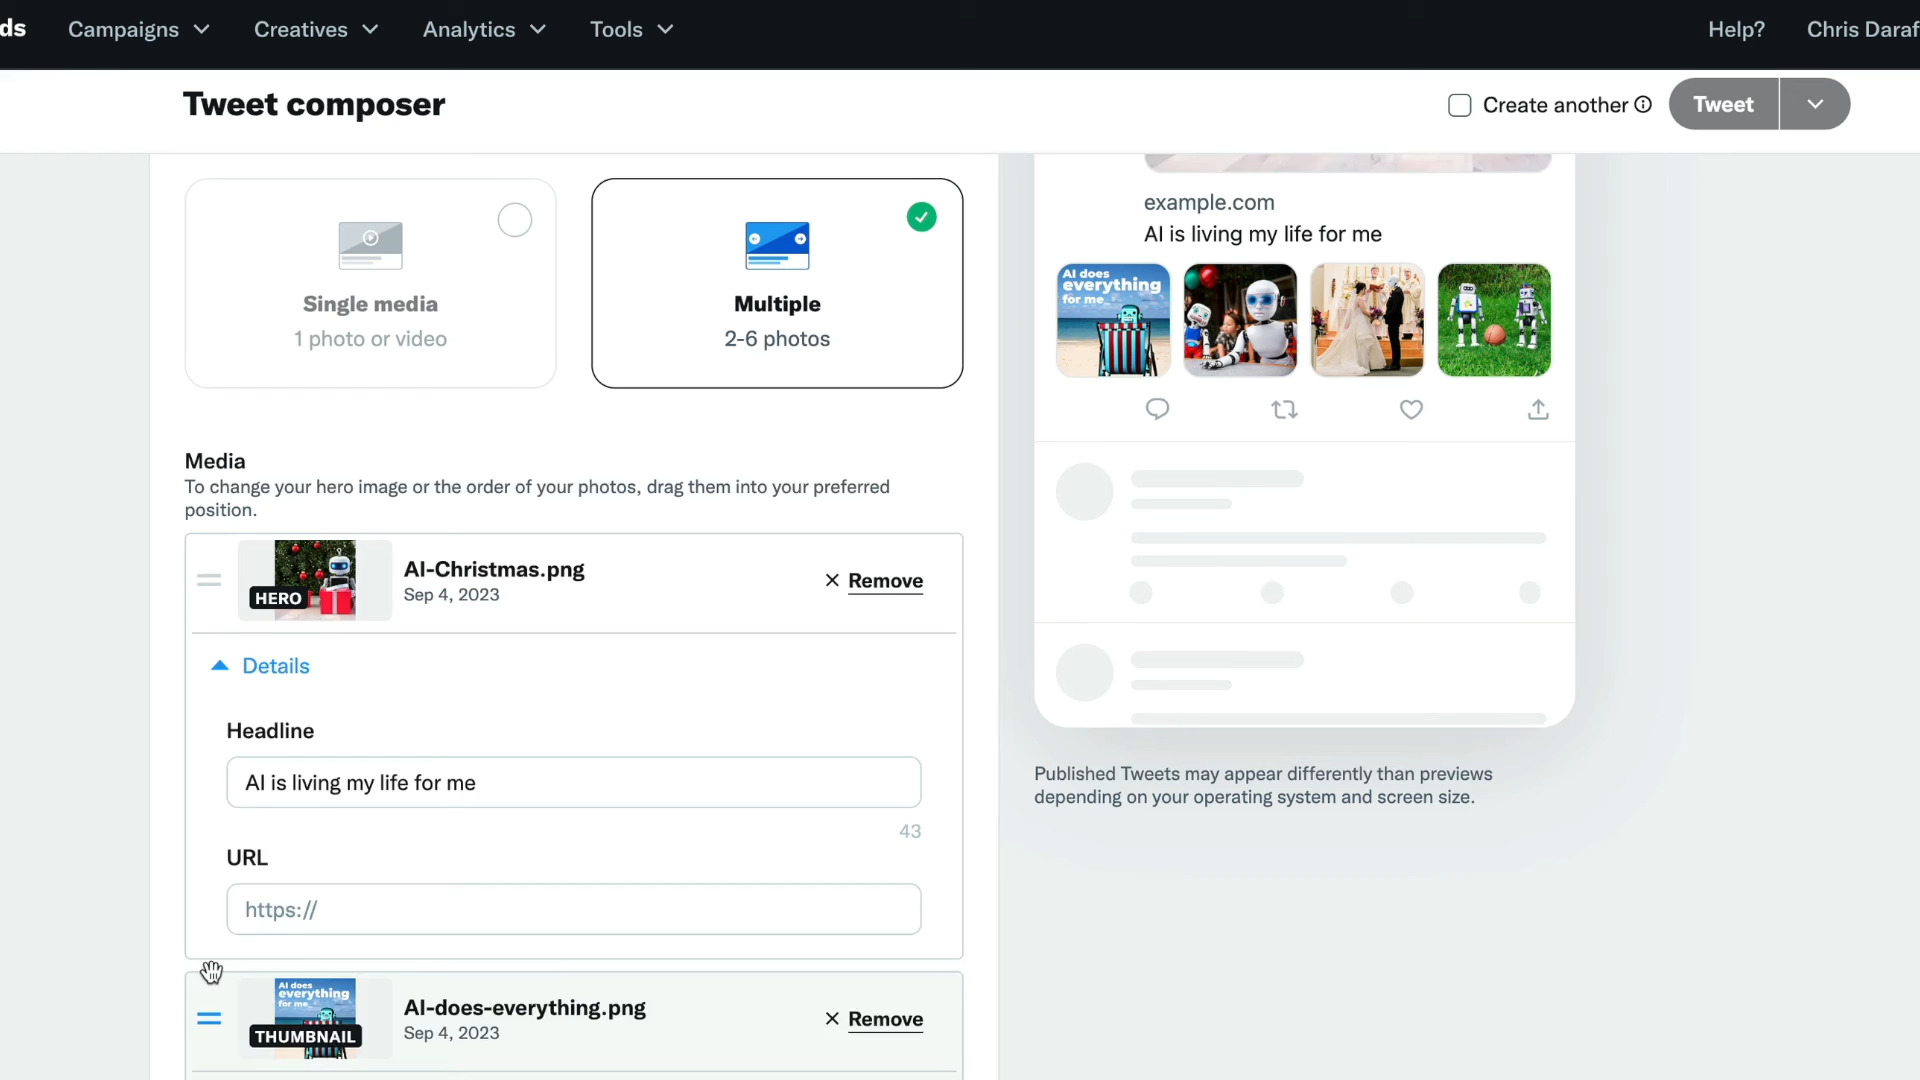 ds Campaigns Creatives Analytics Tools Help? Chris Daraf
Tweet composer
Create another
Tweet
Single media
1 photo or video
Multiple
2-6 photos
example.com
AI is living my life for me
AI does
everything
for me
Media
To change your hero image or the order of your photos, drag them into your preferred
position.
HERO
AI-Christmas.png
Sep 4, 2023
Remove
Details
Headline
AI is living my life for me
43
URL
https://
AI does
everything
for me
THUMBNAIL
AI-does-everything.png
Sep 4, 2023
Remove
Published Tweets may appear differently than previews
depending on your operating system and screen size.